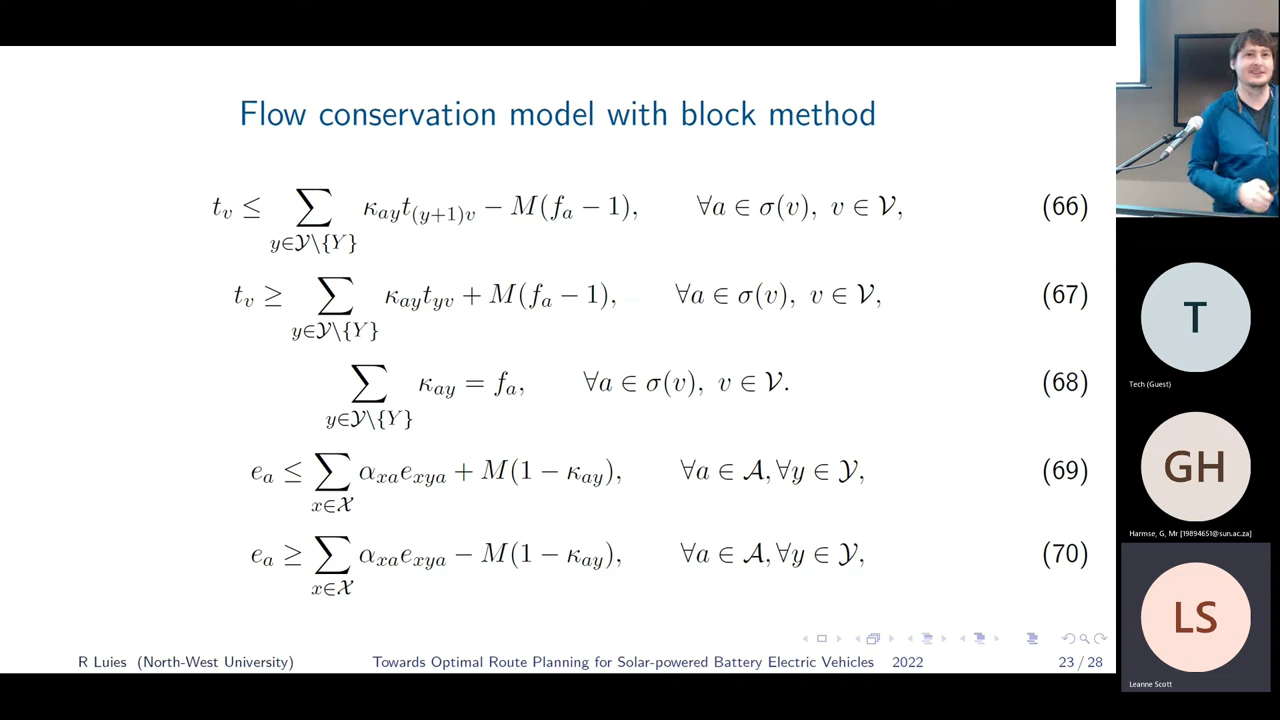 Flow conservation model with block method
t_v ≤ ∑_{y∈𝒴\{Y}} κ_{ay}t_{(y+1)v} − M(f_a − 1), ∀a ∈ σ(v), v ∈ 𝒱, (66)
t_v ≥ ∑_{y∈𝒴\{Y}} κ_{ay}t_{yv} + M(f_a − 1), ∀a ∈ σ(v), v ∈ 𝒱, (67)
∑_{y∈𝒴\{Y}} κ_{ay} = f_a, ∀a ∈ σ(v), v ∈ 𝒱. (68)
e_a ≤ ∑_{x∈𝒳} α_{xa}e_{xya} + M(1 − κ_{ay}), ∀a ∈ 𝒜, ∀y ∈ 𝒴, (69)
e_a ≥ ∑_{x∈𝒳} α_{xa}e_{xya} − M(1 − κ_{ay}), ∀a ∈ 𝒜, ∀y ∈ 𝒴, (70)
R Luies (North-West University) Towards Optimal Route Planning for Solar-powered Battery Electric Vehicles 2022 23 / 28
T
Tech (Guest)
GH
Harmse, G, Mr [19894651@sun.ac.za]
LS
Leanne Scott